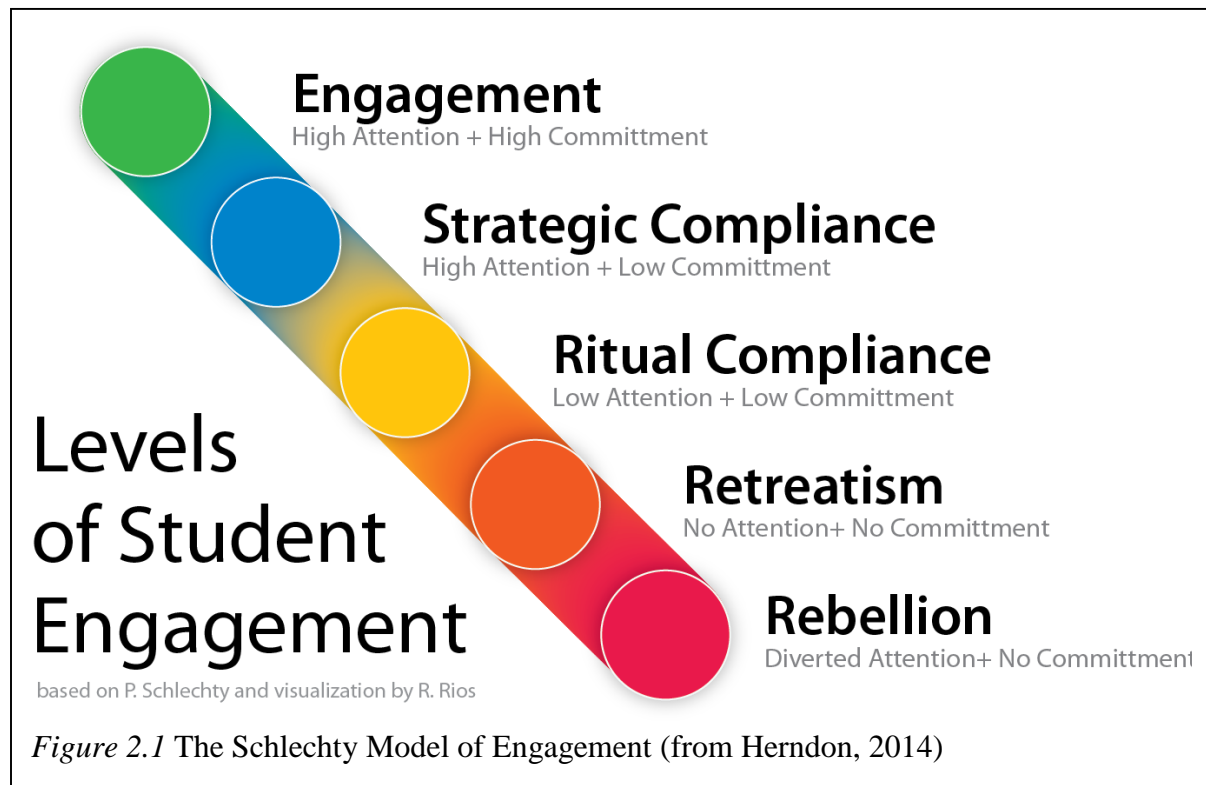 Engagement
High Attention + High Committment
Strategic Compliance
High Attention + Low Committment
Ritual Compliance
Low Attention + Low Committment
Retreatism
No Attention+ No Committment
Rebellion
Diverted Attention+ No Committment
Levels
of Student
Engagement
based on P. Schlechty and visualization by R. Rios
Figure 2.1 The Schlechty Model of Engagement (from Herndon, 2014)